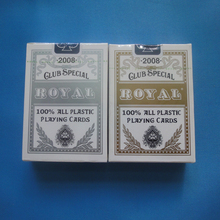 2008
CLUB SPECIAL
ROYAL
100% ALL PLASTIC
PLAYING CARDS
2008
CLUB SPECIAL
ROYAL
100% ALL PLASTIC
PLAYING CARDS